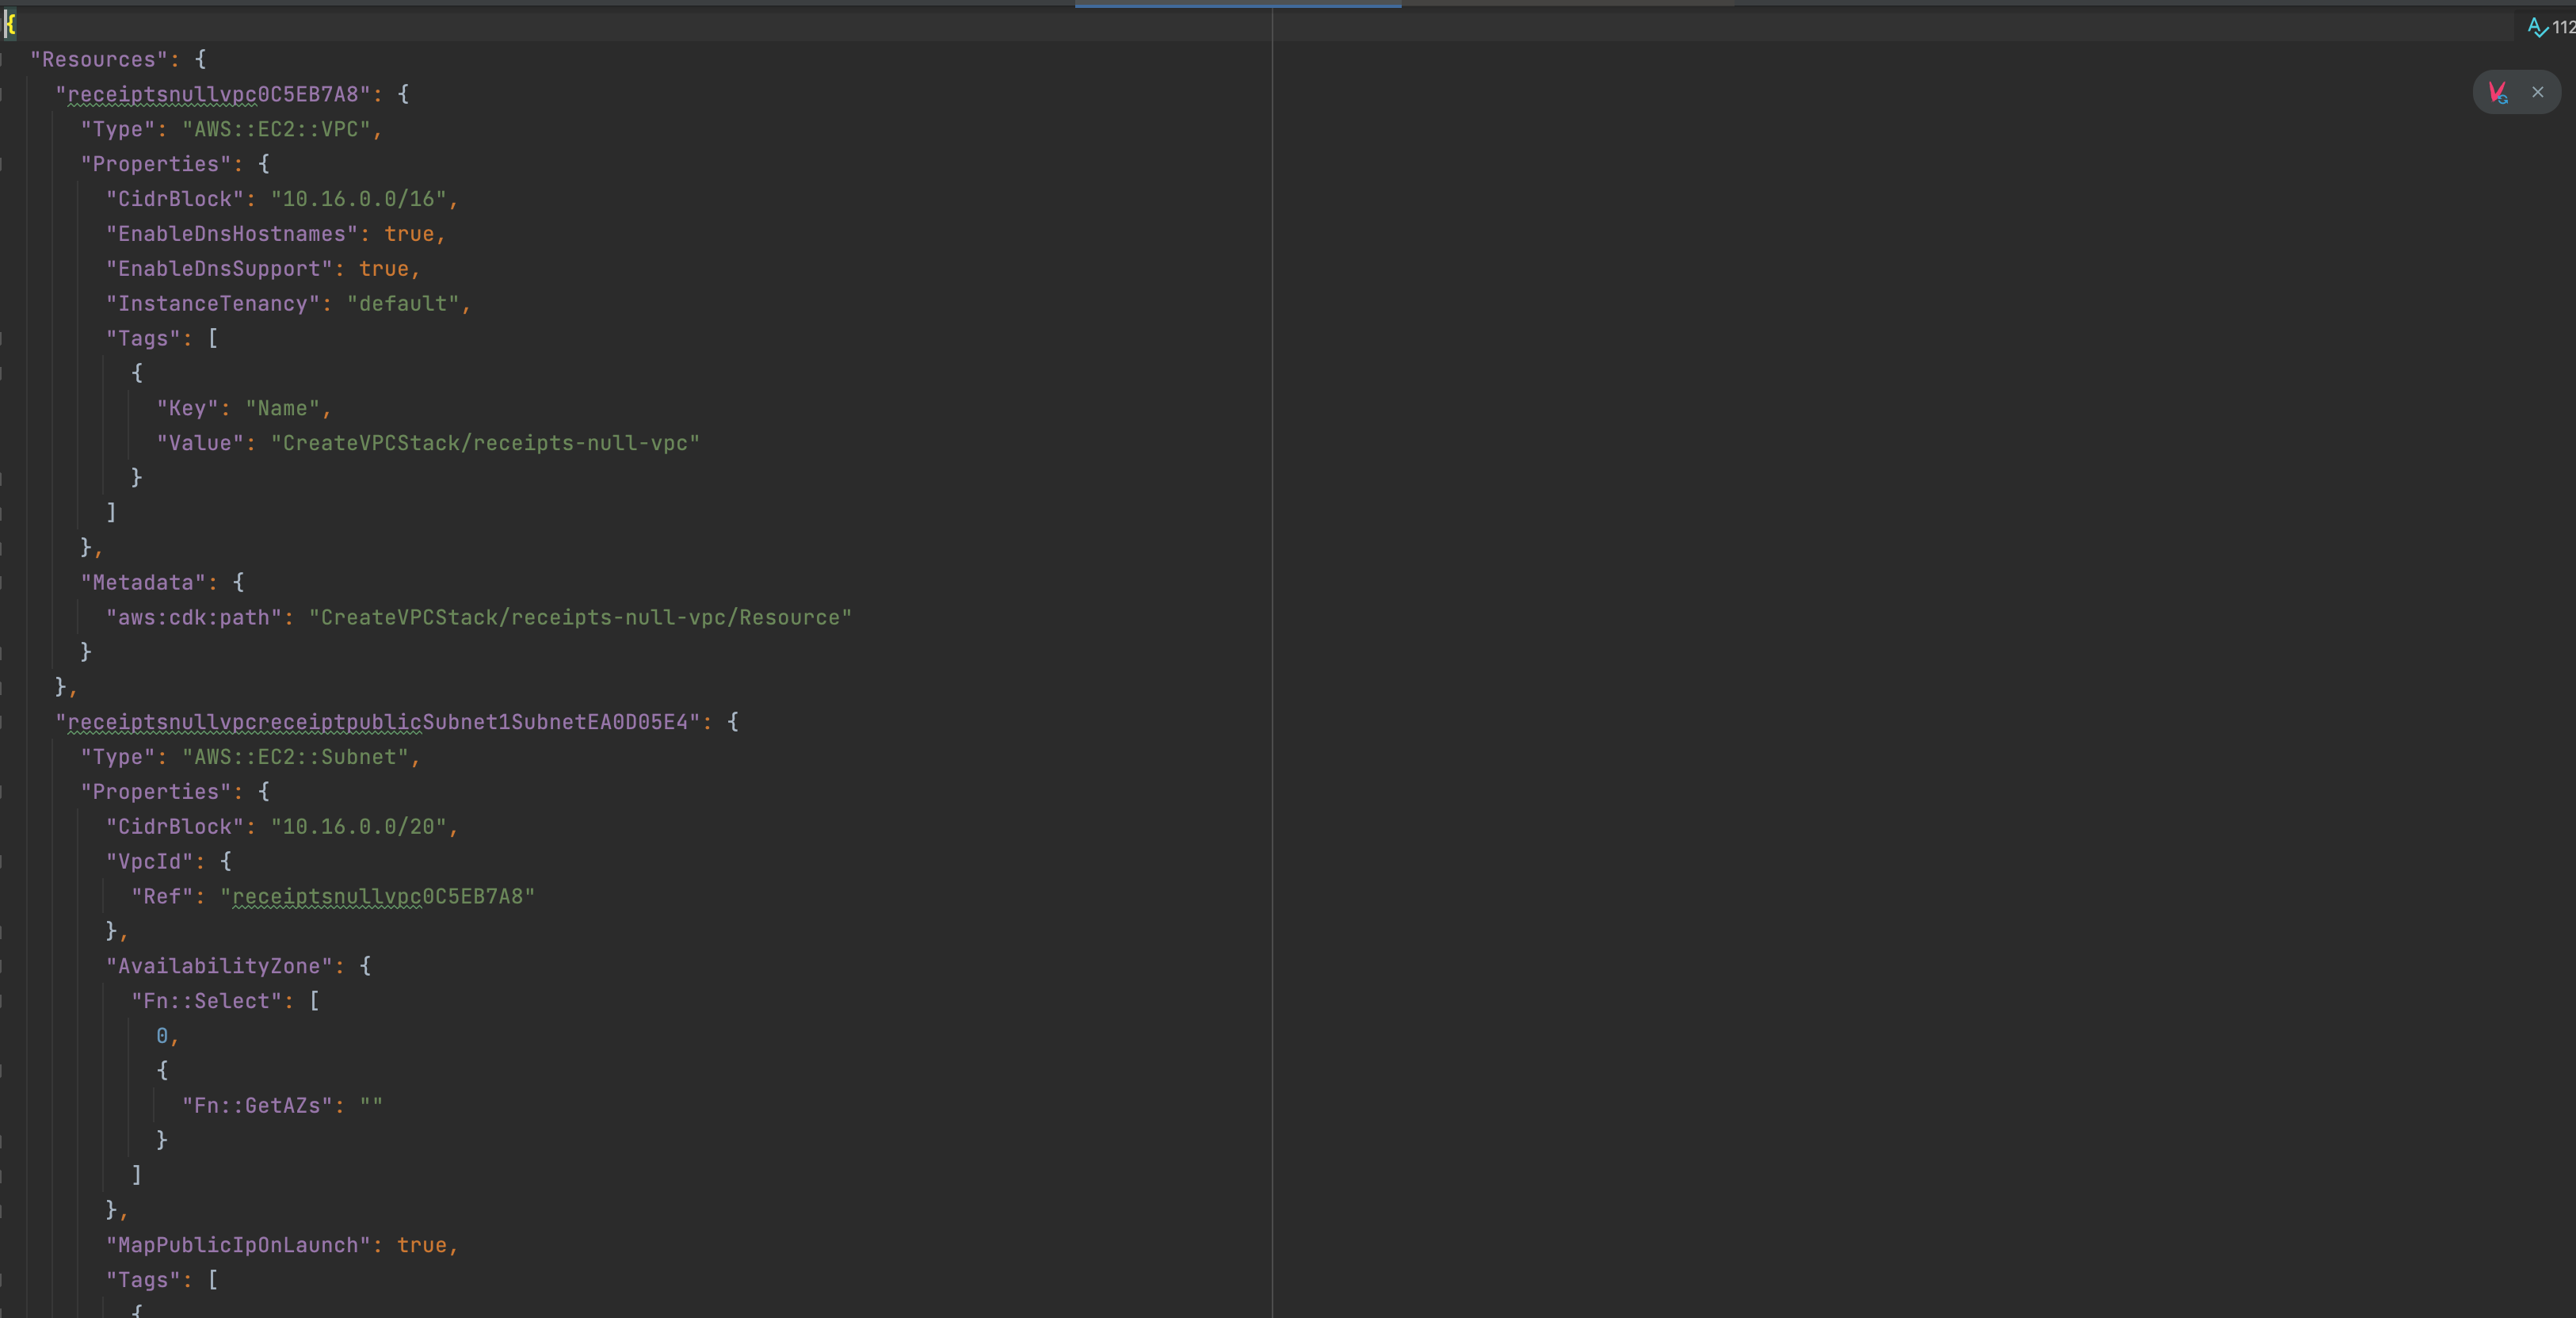 {
"Resources": {
"receiptsnullvpc0C5EB7A8": {
"Type": "AWS::EC2::VPC",
"Properties": {
"CidrBlock": "10.16.0.0/16",
"EnableDnsHostnames": true,
"EnableDnsSupport": true,
"InstanceTenancy": "default",
"Tags": [
{
"Key": "Name",
"Value": "CreateVPCStack/receipts-null-vpc"
}
]
},
"Metadata": {
"aws:cdk:path": "CreateVPCStack/receipts-null-vpc/Resource"
}
},
"receiptsnullvpcreceiptpublicSubnet1SubnetEA0D05E4": {
"Type": "AWS::EC2::Subnet",
"Properties": {
"CidrBlock": "10.16.0.0/20",
"VpcId": {
"Ref": "receiptsnullvpc0C5EB7A8"
},
"AvailabilityZone": {
"Fn::Select": [
0,
{
"Fn::GetAZs": ""
}
]
},
"MapPublicIpOnLaunch": true,
"Tags": [
{
112